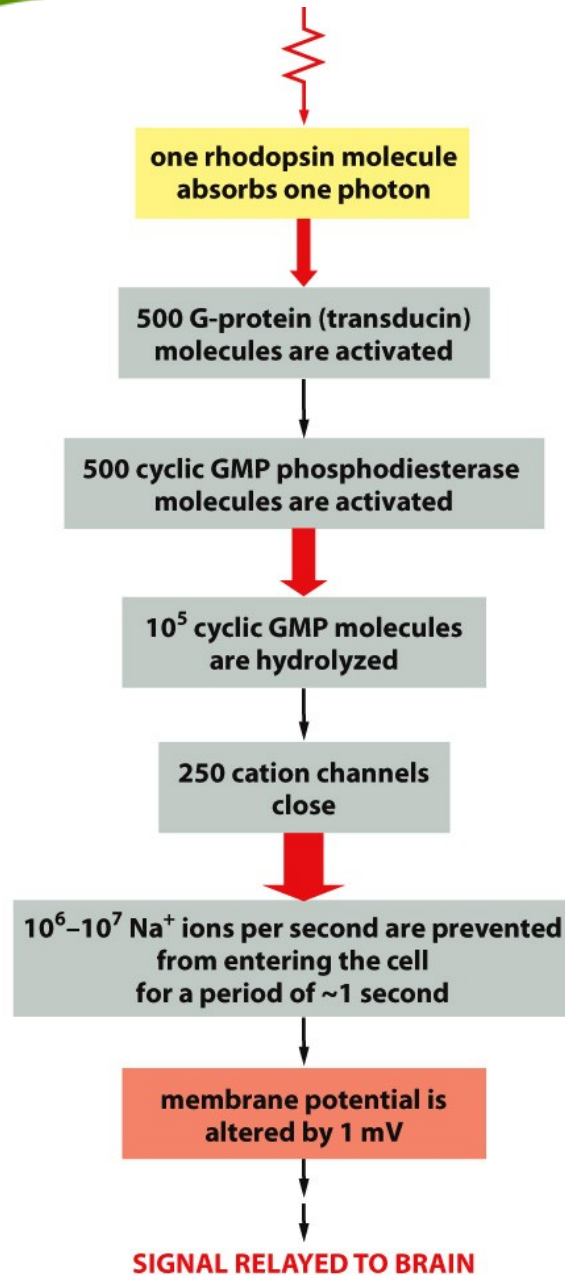 one rhodopsin molecule
absorbs one photon
500 G-protein (transducin)
molecules are activated
500 cyclic GMP phosphodiesterase
molecules are activated
10⁵ cyclic GMP molecules
are hydrolyzed
250 cation channels
close
10⁶–10⁷ Na⁺ ions per second are prevented
from entering the cell
for a period of ~1 second
membrane potential is
altered by 1 mV
SIGNAL RELAYED TO BRAIN